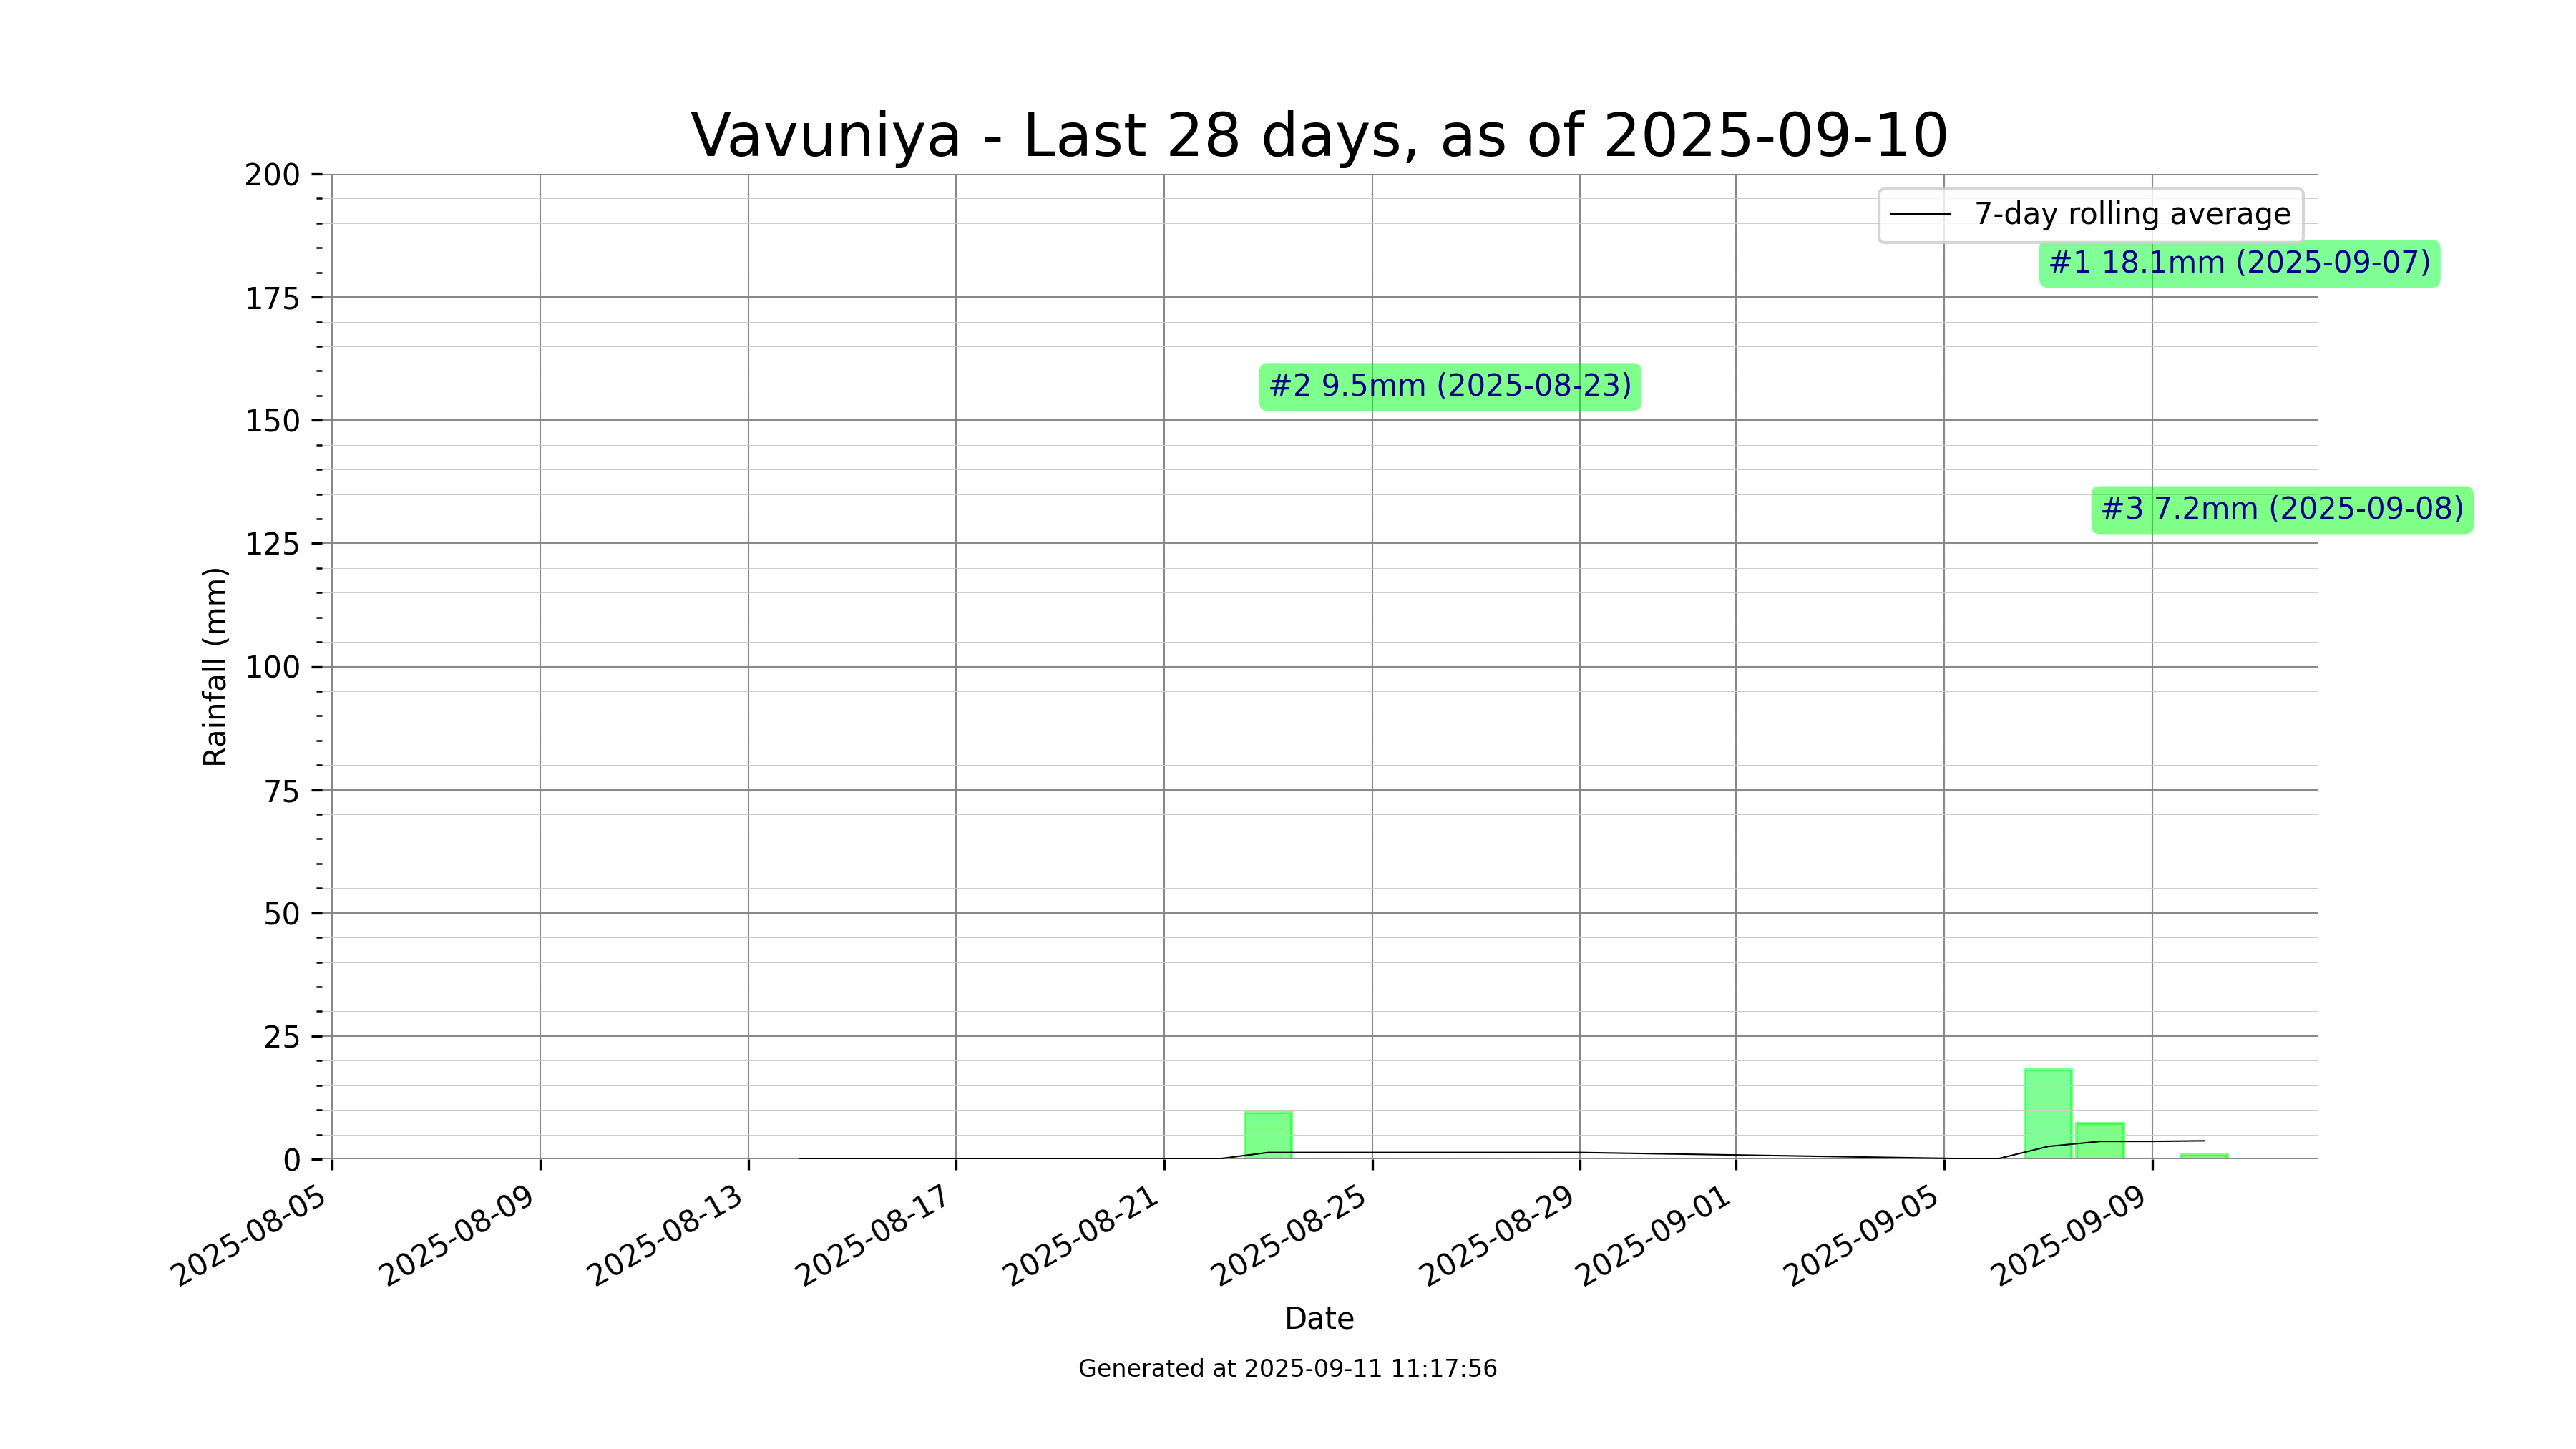 Vavuniya - Last 28 days, as of 2025-09-10
7-day rolling average
#1 18.1mm (2025-09-07)
#2 9.5mm (2025-08-23)
#3 7.2mm (2025-09-08)
Rainfall (mm)
200
175
150
125
100
75
50
25
0
2025-08-05
2025-08-09
2025-08-13
2025-08-17
2025-08-21
2025-08-25
2025-08-29
2025-09-01
2025-09-05
2025-09-09
Date
Generated at 2025-09-11 11:17:56